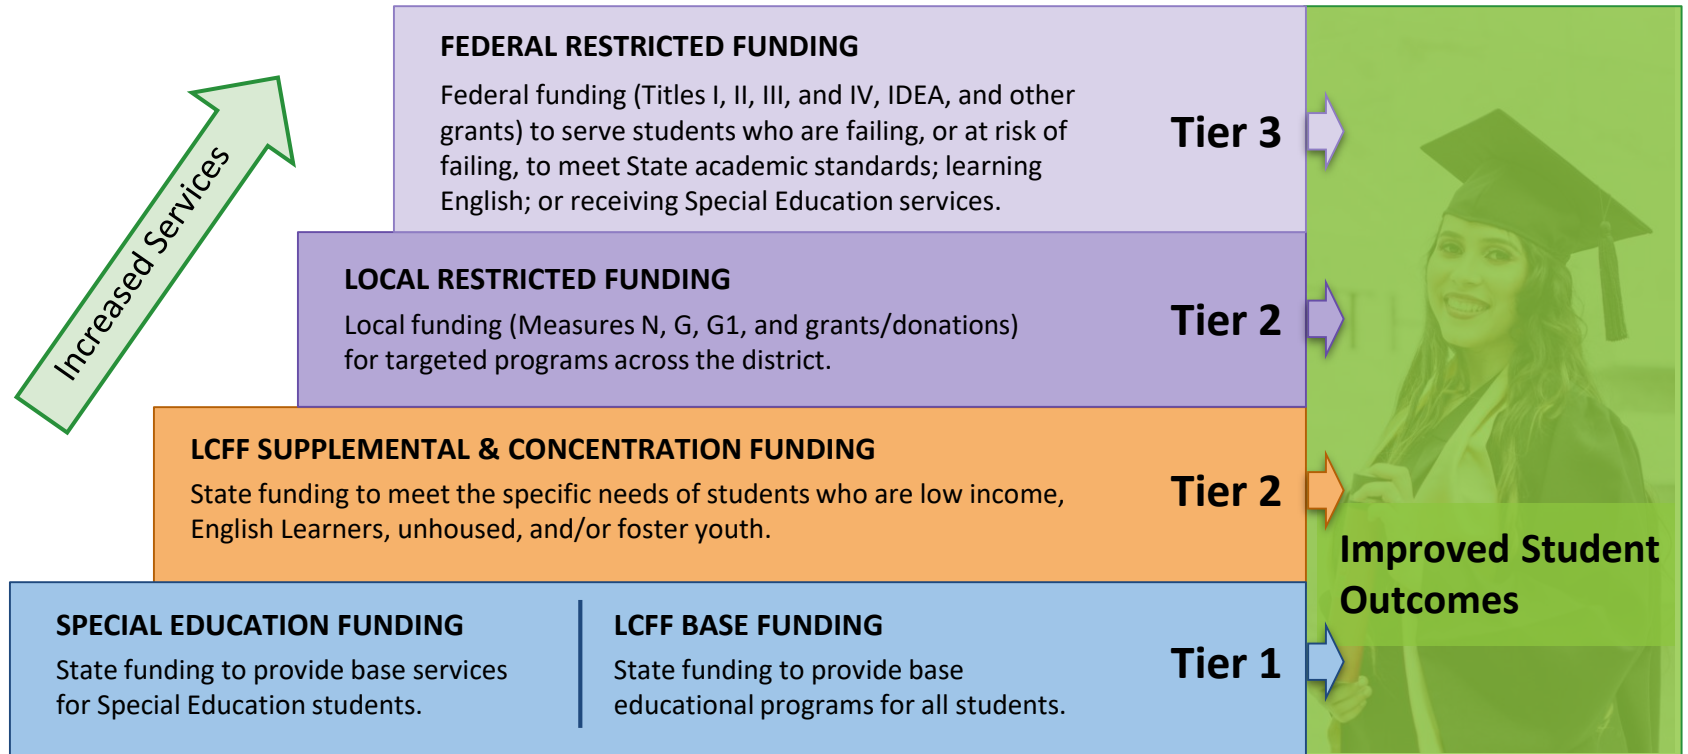 FEDERAL RESTRICTED FUNDING
Federal funding (Titles I, II, III, and IV, IDEA, and other
grants) to serve students who are failing, or at risk of
failing, to meet State academic standards; learning
English; or receiving Special Education services.
Tier 3
Increased Services
LOCAL RESTRICTED FUNDING
Local funding (Measures N, G, G1, and grants/donations)
for targeted programs across the district.
Tier 2
LCFF SUPPLEMENTAL & CONCENTRATION FUNDING
State funding to meet the specific needs of students who are low income,
English Learners, unhoused, and/or foster youth.
Tier 2
Improved Student
Outcomes
SPECIAL EDUCATION FUNDING
State funding to provide base services
for Special Education students.
LCFF BASE FUNDING
State funding to provide base
educational programs for all students.
Tier 1